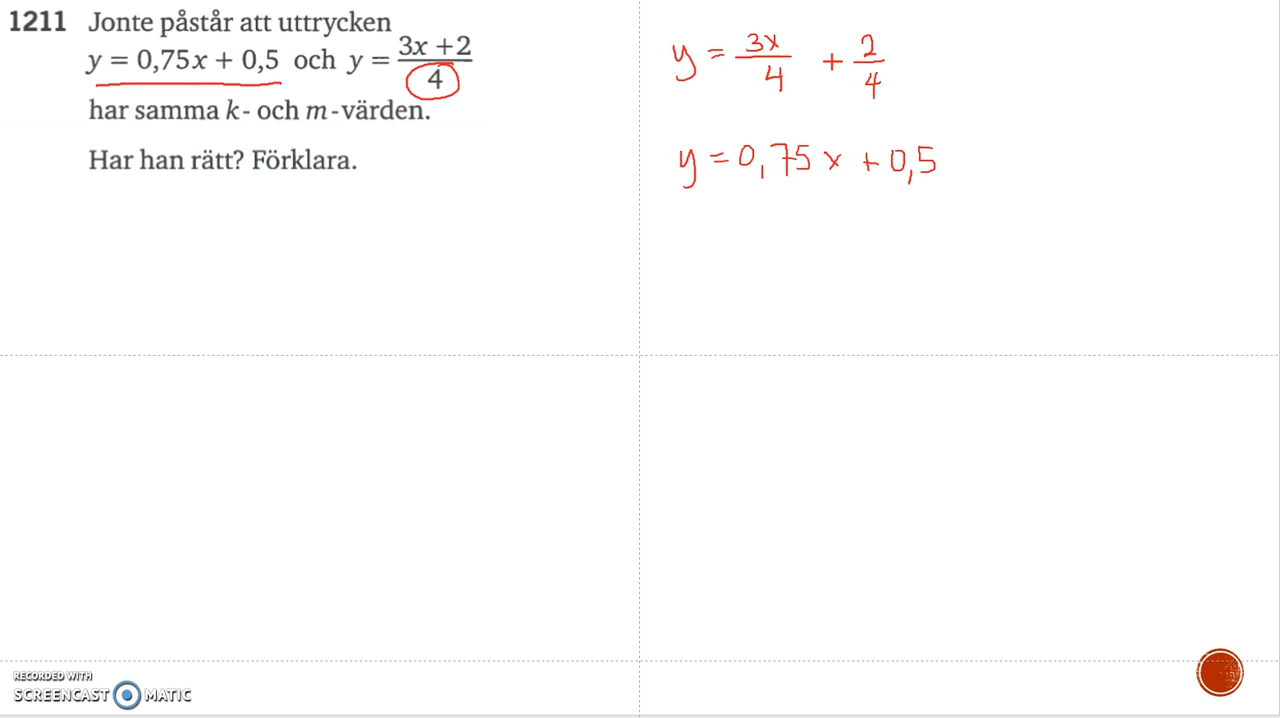 1211 Jonte påstår att uttrycken
y = 0,75x + 0,5 och y = (3x +2)/4
har samma k- och m-värden.
Har han rätt? Förklara.
y = 3x/4 + 2/4
y = 0,75x + 0,5
RECORDED WITH
SCREENCAST MATIC